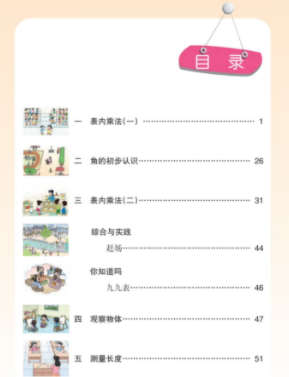 目 录
一 表内乘法(一) …………………………………… 1
二 角的初步认识…………………………………… 26
三 表内乘法(二)…………………………………… 31
综合与实践
赶场…………………………………… 44
你知道吗
九九表…………………………………… 46
四 观察物体…………………………………… 47
五 测量长度…………………………………… 51